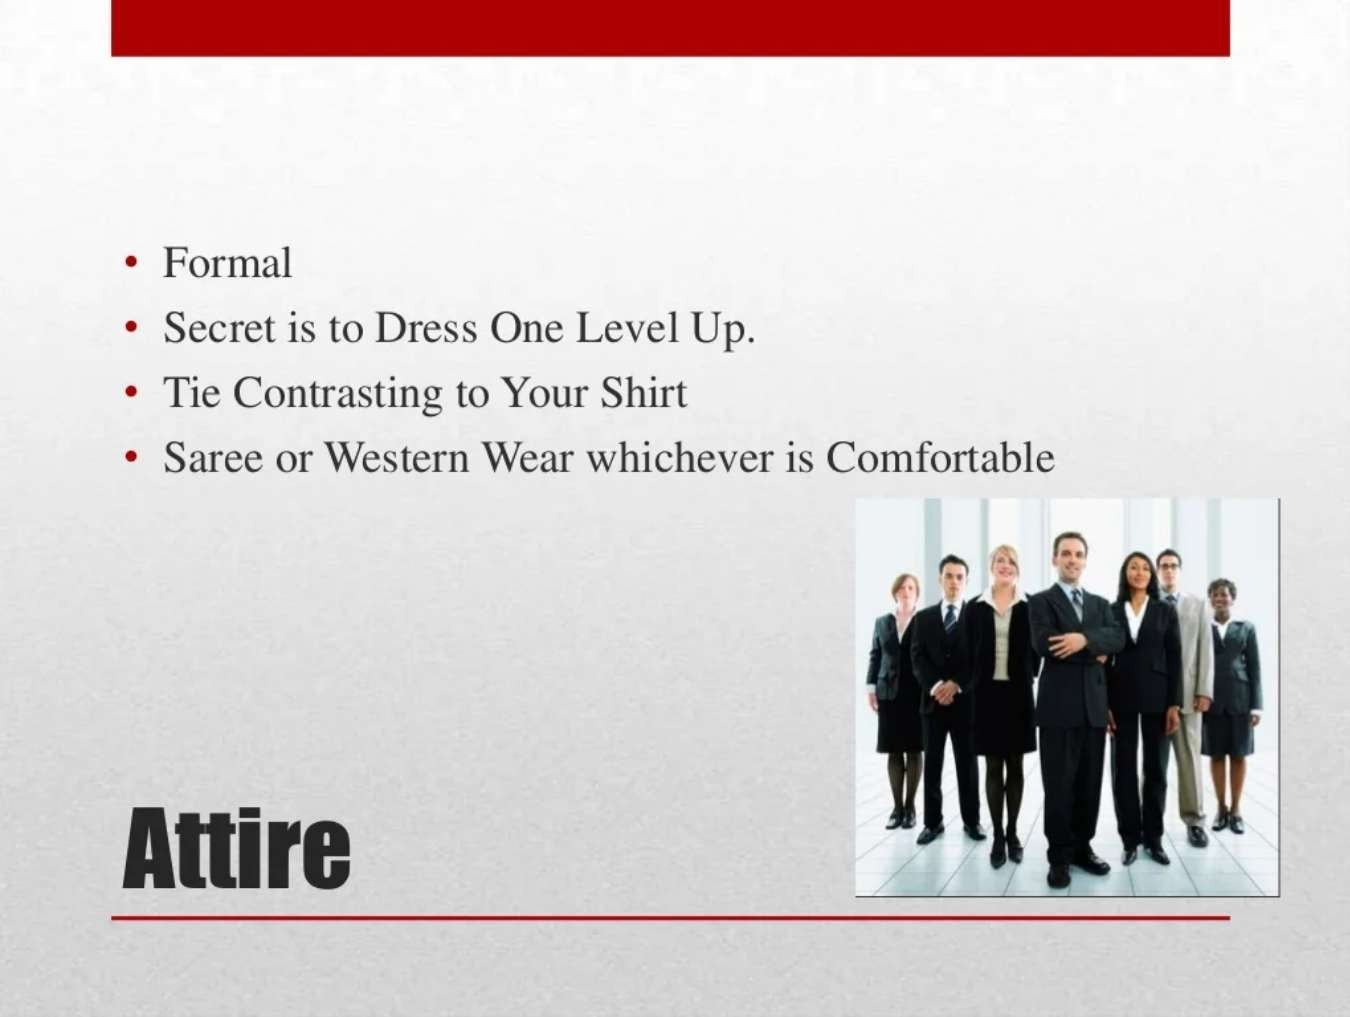 • Formal
• Secret is to Dress One Level Up.
• Tie Contrasting to Your Shirt
• Saree or Western Wear whichever is Comfortable
Attire